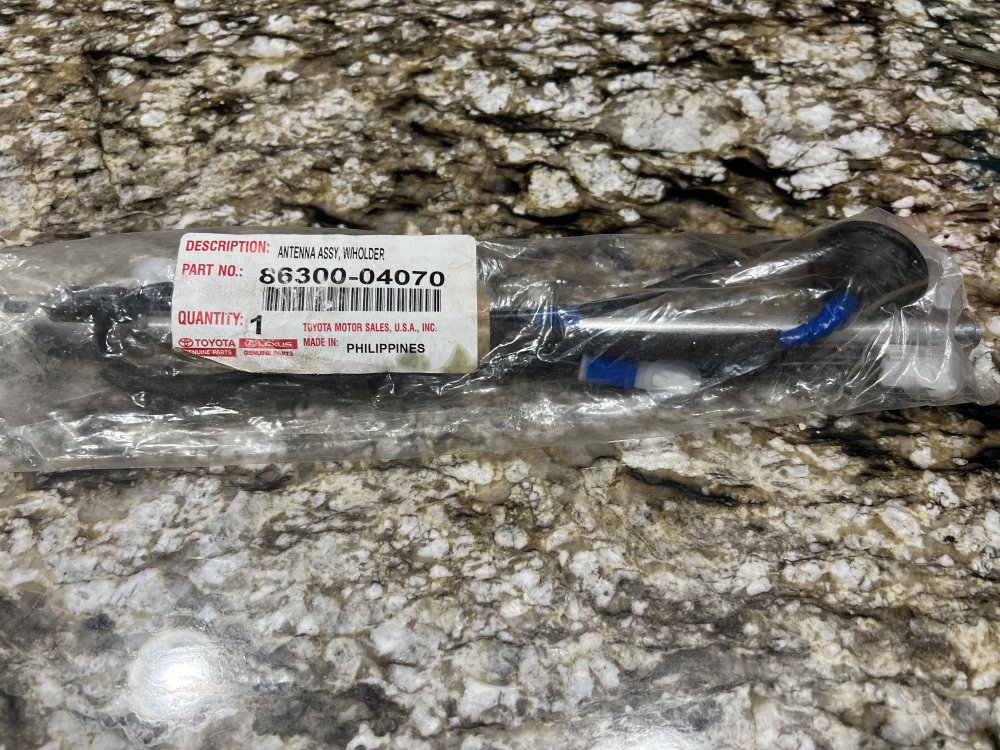 DESCRIPTION: ANTENNA ASSY, W/HOLDER
PART NO.: 86300-04070
QUANTITY: 1 TOYOTA MOTOR SALES, U.S.A., INC.
TOYOTA LEXUS MADE IN: PHILIPPINES
GENUINE PARTS GENUINE PARTS